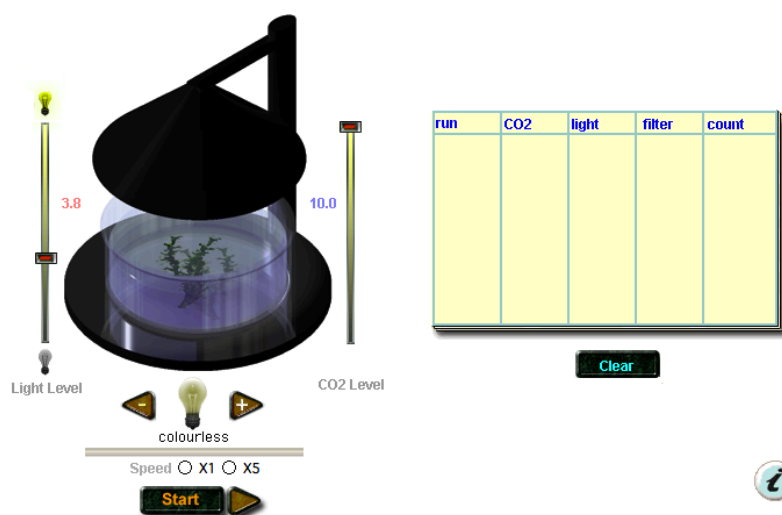 run CO2 light filter count
3.8
10.0
Light Level
CO2 Level
- +
colourless
Speed X1 X5
Start
Clear
i